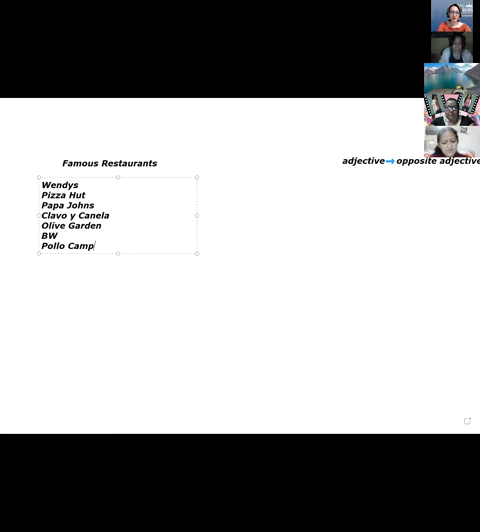 Famous Restaurants
adjective➡opposite adjective
Wendys
Pizza Hut
Papa Johns
Clavo y Canela
Olive Garden
BW
Pollo Camp